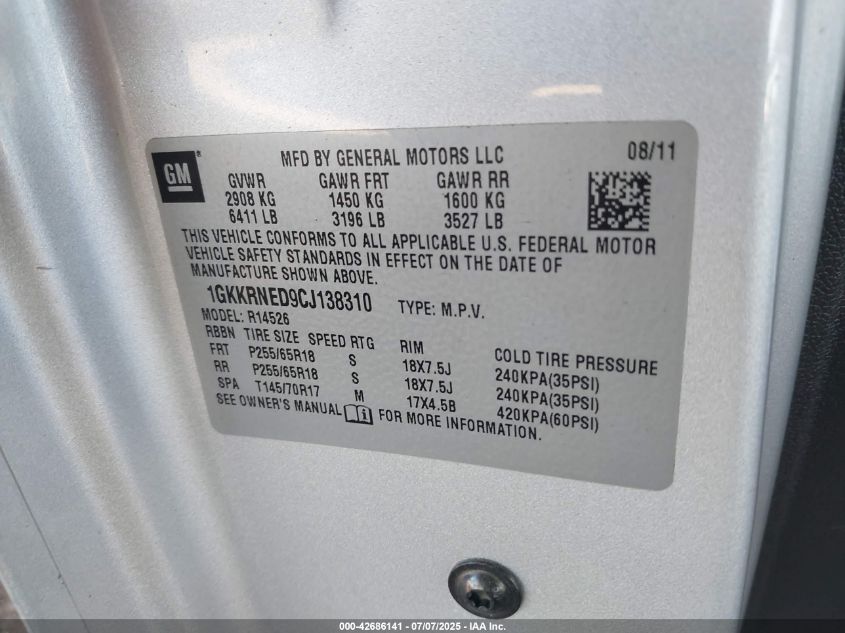 GM
MFD BY GENERAL MOTORS LLC 08/11
GVWR GAWR FRT GAWR RR
2908 KG 1450 KG 1600 KG
6411 LB 3196 LB 3527 LB
THIS VEHICLE CONFORMS TO ALL APPLICABLE U.S. FEDERAL MOTOR
VEHICLE SAFETY STANDARDS IN EFFECT ON THE DATE OF
MANUFACTURE SHOWN ABOVE.
1GKKRNED9CJ138310 TYPE: M.P.V.
MODEL: R14526
RBBN TIRE SIZE SPEED RTG RIM COLD TIRE PRESSURE
FRT P255/65R18 S 18X7.5J 240KPA(35PSI)
RR P255/65R18 S 18X7.5J 240KPA(35PSI)
SPA T145/70R17 M 17X4.5B 420KPA(60PSI)
SEE OWNER'S MANUAL FOR MORE INFORMATION.
000-42686141 / 07/07/2025 - IAA Inc.